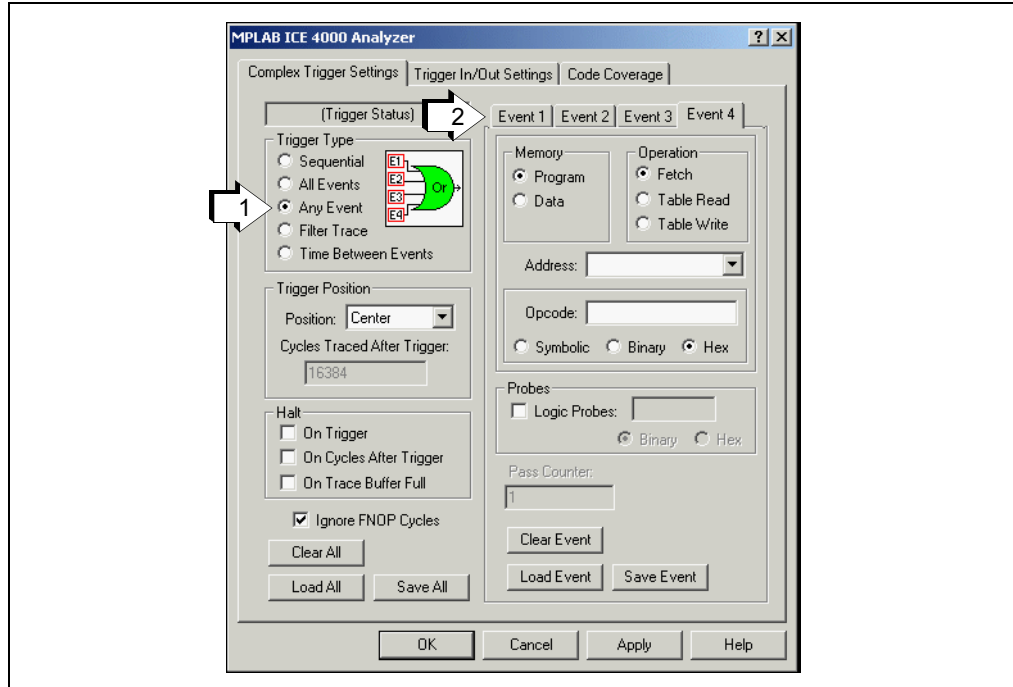 MPLAB ICE 4000 Analyzer
Complex Trigger Settings Trigger In/Out Settings Code Coverage
(Trigger Status)
2
Event 1 Event 2 Event 3 Event 4
Trigger Type
Sequential
All Events
1
Any Event
Filter Trace
Time Between Events
E1
E2
E3
E4
Or
Trigger Position
Position: Center
Cycles Traced After Trigger:
16384
Halt
On Trigger
On Cycles After Trigger
On Trace Buffer Full
Ignore FNOP Cycles
Clear All
Load All Save All
Memory
Program
Data
Operation
Fetch
Table Read
Table Write
Address:
Opcode:
Symbolic Binary Hex
Probes
Logic Probes:
Binary Hex
Pass Counter:
1
Clear Event
Load Event Save Event
OK Cancel Apply Help